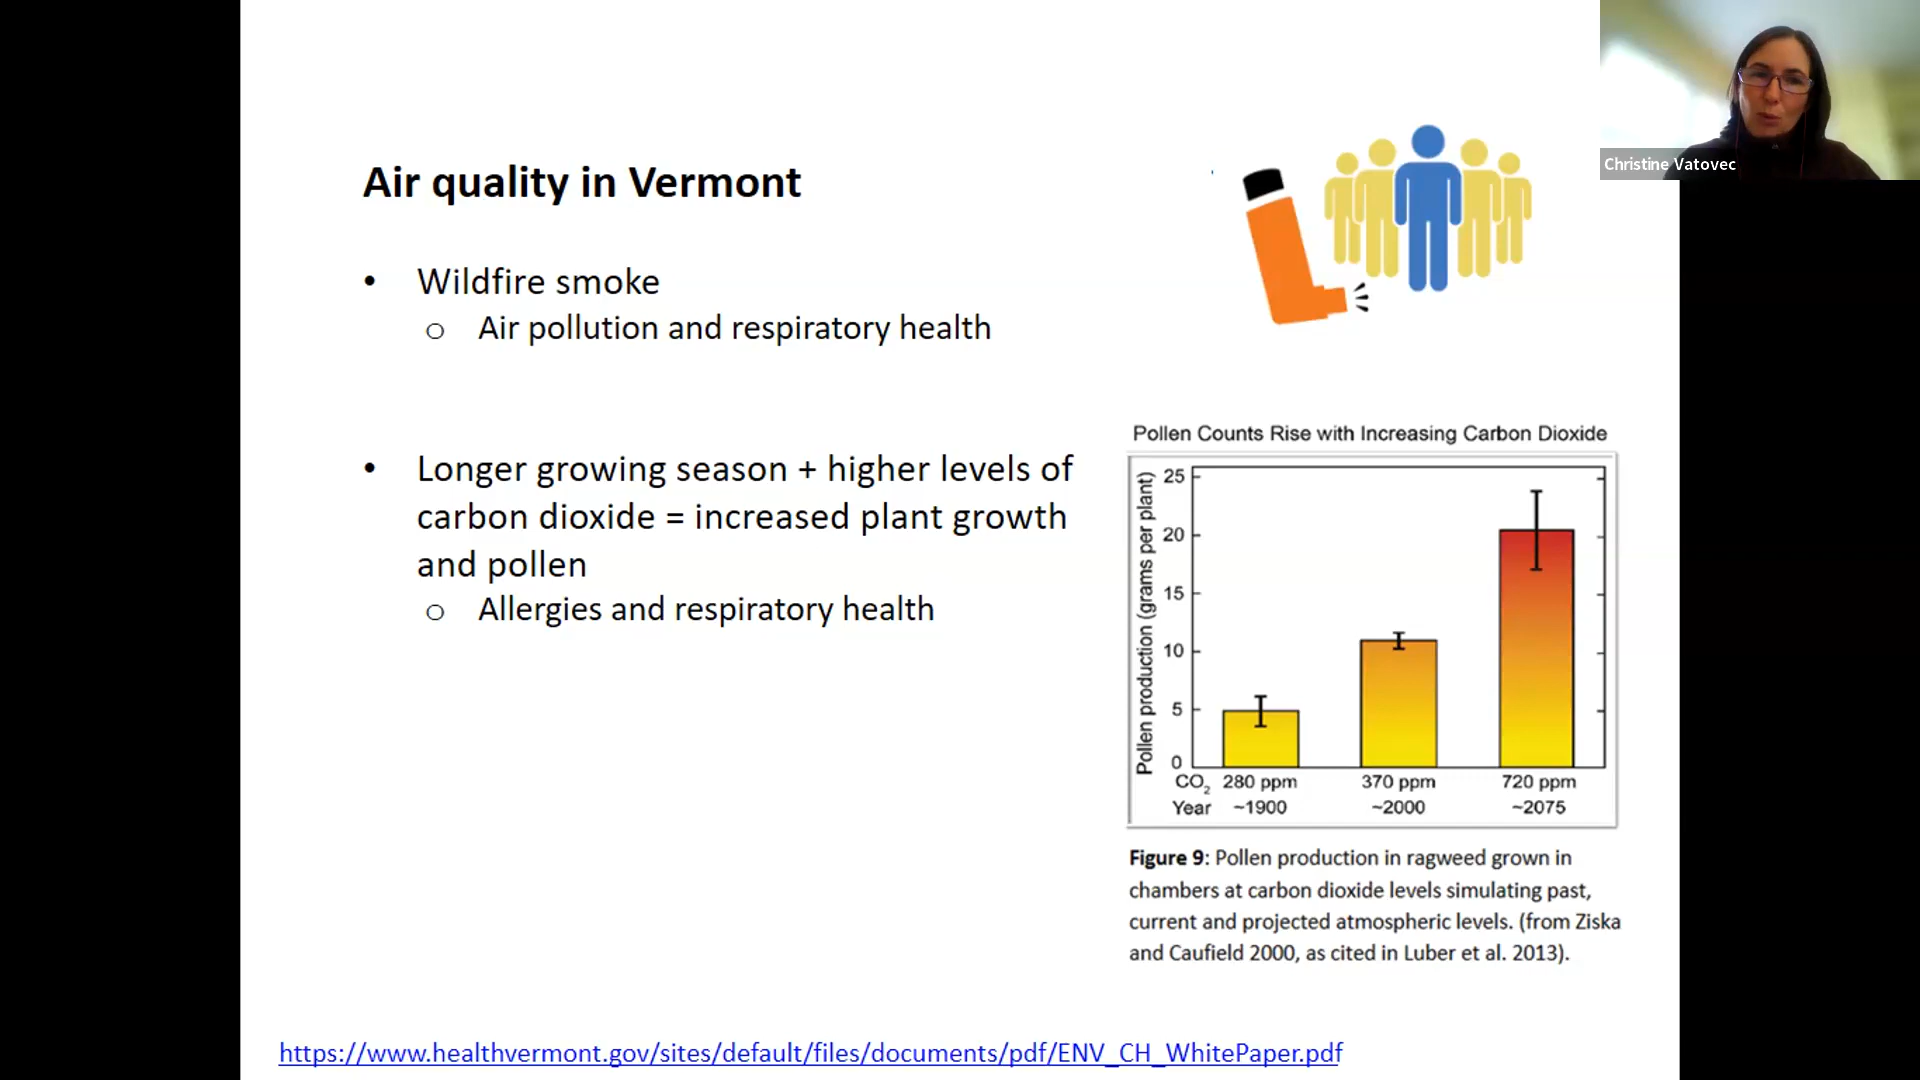 Air quality in Vermont
• Wildfire smoke
o Air pollution and respiratory health
• Longer growing season + higher levels of
carbon dioxide = increased plant growth
and pollen
o Allergies and respiratory health
Christine Vatovec
Pollen Counts Rise with Increasing Carbon Dioxide
Pollen production (grams per plant)
25
20
15
10
5
0
CO₂ 280 ppm 370 ppm 720 ppm
Year ~1900 ~2000 ~2075
Figure 9: Pollen production in ragweed grown in
chambers at carbon dioxide levels simulating past,
current and projected atmospheric levels. (from Ziska
and Caufield 2000, as cited in Luber et al. 2013).
https://www.healthvermont.gov/sites/default/files/documents/pdf/ENV_CH_WhitePaper.pdf